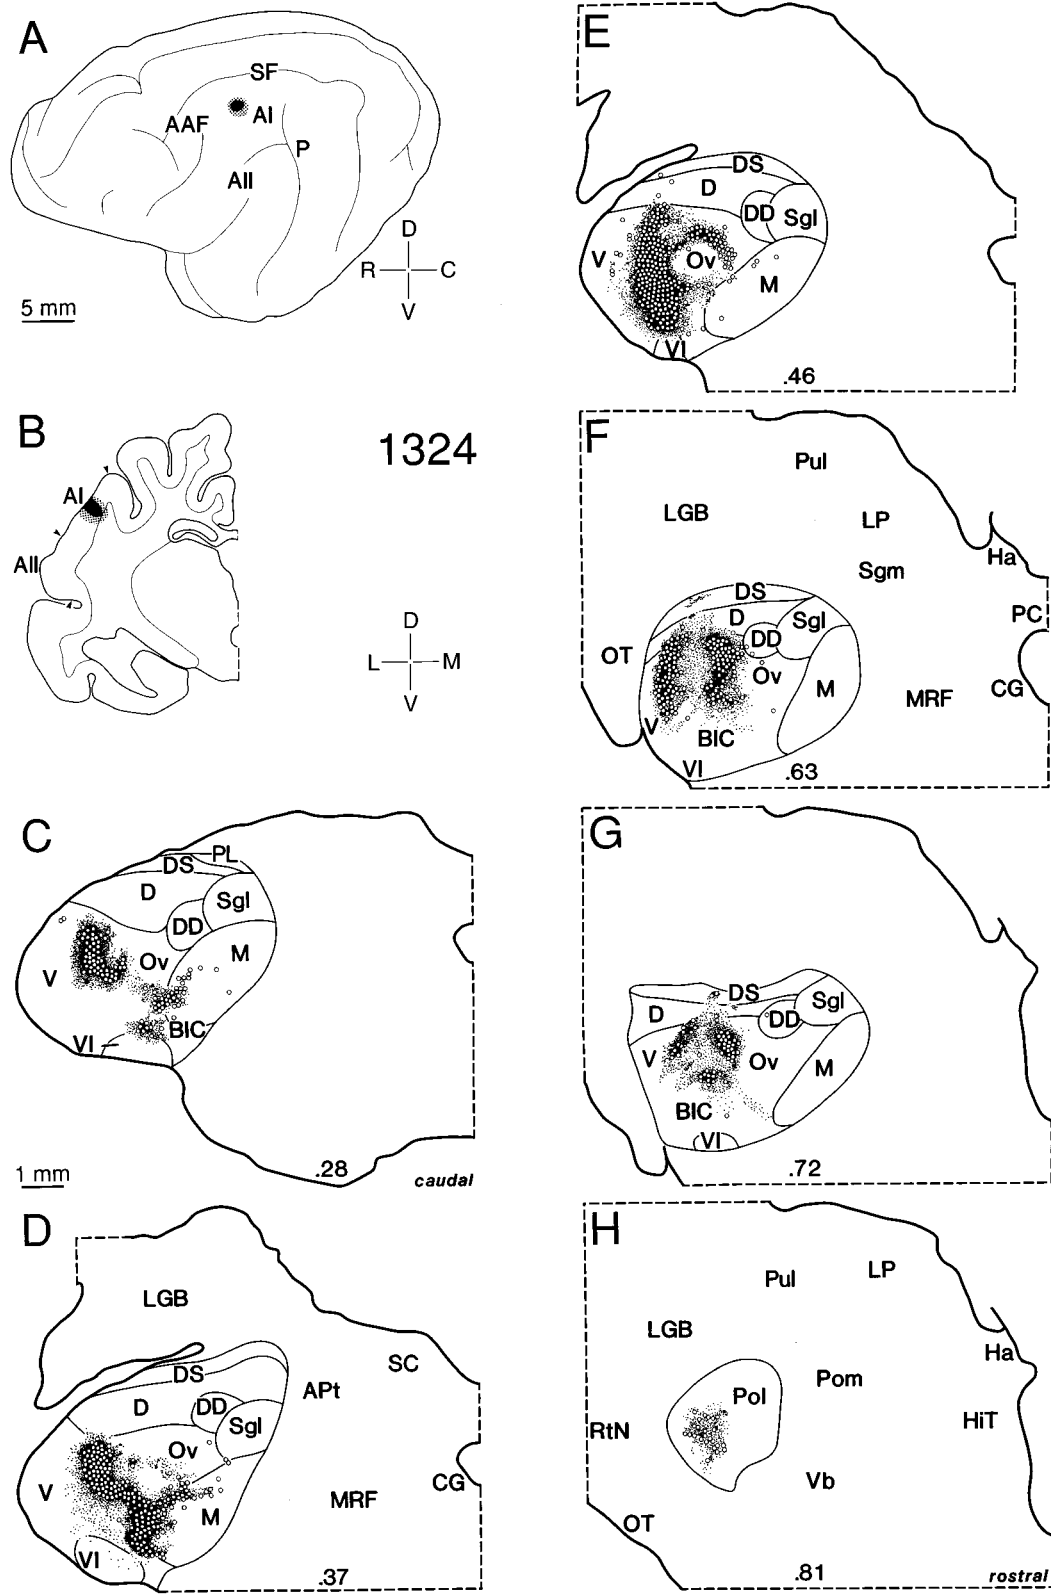 A
SF
AI
AAF
P
AII
D
R
C
V
5 mm
B
1324
AI
AII
D
L
M
V
C
PL
DS
D
Sgl
DD
M
Ov
V
BIC
VI
1 mm
.28
caudal
D
LGB
SC
DS
APt
D
DD
Sgl
Ov
CG
V
MRF
M
VI
.37
E
DS
D
DD
Sgl
V
Ov
M
VI
.46
F
Pul
LGB
LP
Ha
Sgm
DS
PC
D
Sgl
DD
OT
Ov
M
MRF
CG
V
BIC
VI
.63
G
DS
Sgl
D
DD
V
Ov
M
BIC
VI
.72
H
Pul
LP
LGB
Ha
Pom
Pol
HiT
RtN
Vb
OT
.81
rostral